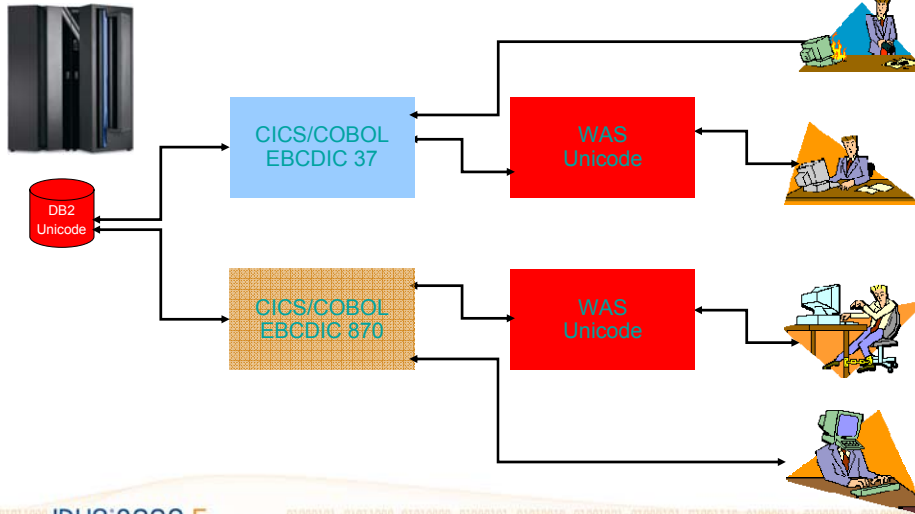 CICS/COBOL
EBCDIC 37
WAS
Unicode
DB2
Unicode
CICS/COBOL
EBCDIC 870
WAS
Unicode